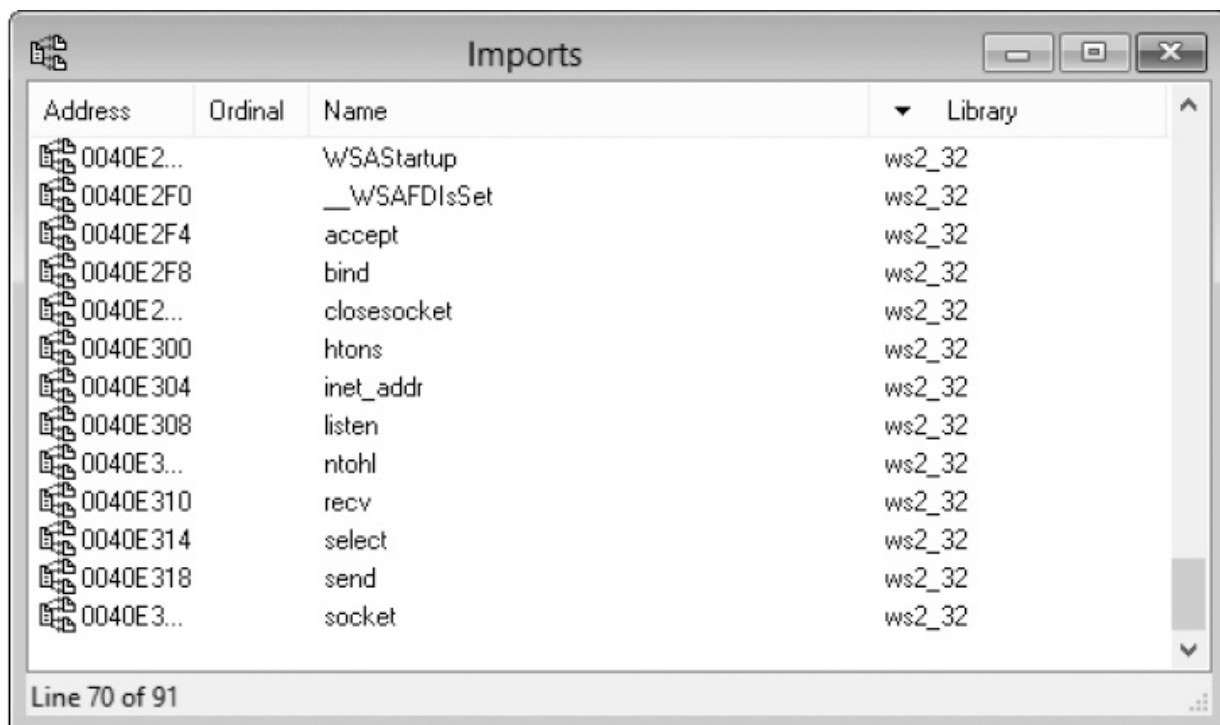 Imports
Address Ordinal Name Library
0040E2... WSAStartup ws2_32
0040E2F0 __WSAFDIsSet ws2_32
0040E2F4 accept ws2_32
0040E2F8 bind ws2_32
0040E2... closesocket ws2_32
0040E300 htons ws2_32
0040E304 inet_addr ws2_32
0040E308 listen ws2_32
0040E3... ntohl ws2_32
0040E310 recv ws2_32
0040E314 select ws2_32
0040E318 send ws2_32
0040E3... socket ws2_32
Line 70 of 91